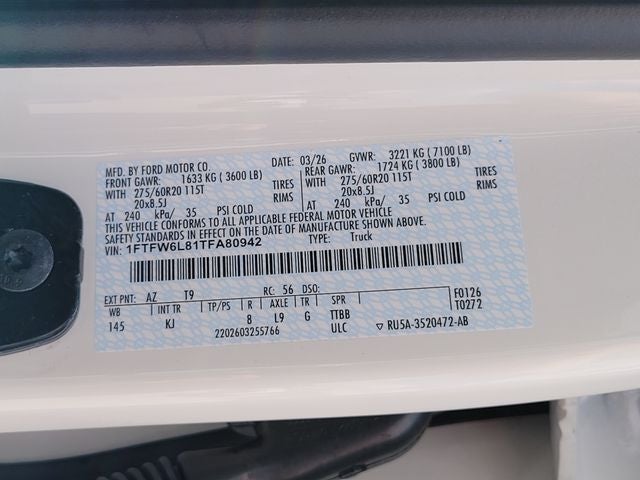 MFD. BY FORD MOTOR CO. DATE: 03/26 GVWR: 3221 KG ( 7100 LB)
FRONT GAWR: 1633 KG ( 3600 LB) REAR GAWR: 1724 KG ( 3800 LB)
WITH 275/60R20 115T TIRES WITH 275/60R20 115T TIRES
20x8.5J RIMS 20x8.5J RIMS
AT 240 kPa/ 35 PSI COLD AT 240 kPa/ 35 PSI COLD
THIS VEHICLE CONFORMS TO ALL APPLICABLE FEDERAL MOTOR VEHICLE
SAFETY STANDARDS IN EFFECT ON THE DATE OF MANUFACTURE SHOWN ABOVE.
VIN: 1FTFW6L81TFA80942 TYPE: Truck
EXT PNT: AZ T9 RC: 56 DSO: F0126
WB INT TR TP/PS R AXLE TR SPR T0272
145 KJ 8 L9 G TTBB
2202603255766 ULC ▽ RU5A-3520472-AB